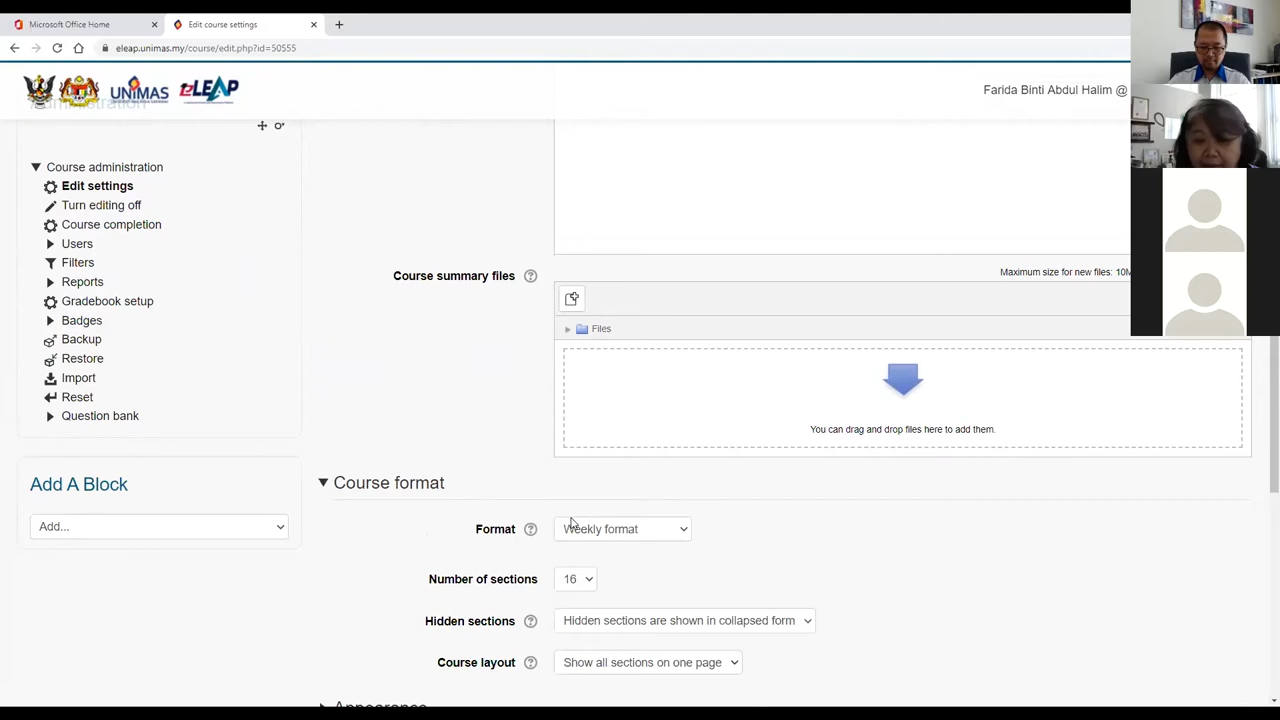 Microsoft Office Home
Edit course settings
eleap.unimas.my/course/edit.php?id=50555
UNIMAS
eLEAP
Farida Binti Abdul Halim @
Administration
Course administration
Edit settings
Turn editing off
Course completion
Users
Filters
Reports
Gradebook setup
Badges
Backup
Restore
Import
Reset
Question bank
Add A Block
Add...
Course summary files
Maximum size for new files: 10M
Files
You can drag and drop files here to add them.
Course format
Format
Weekly format
Number of sections
16
Hidden sections
Hidden sections are shown in collapsed form
Course layout
Show all sections on one page
Appearance